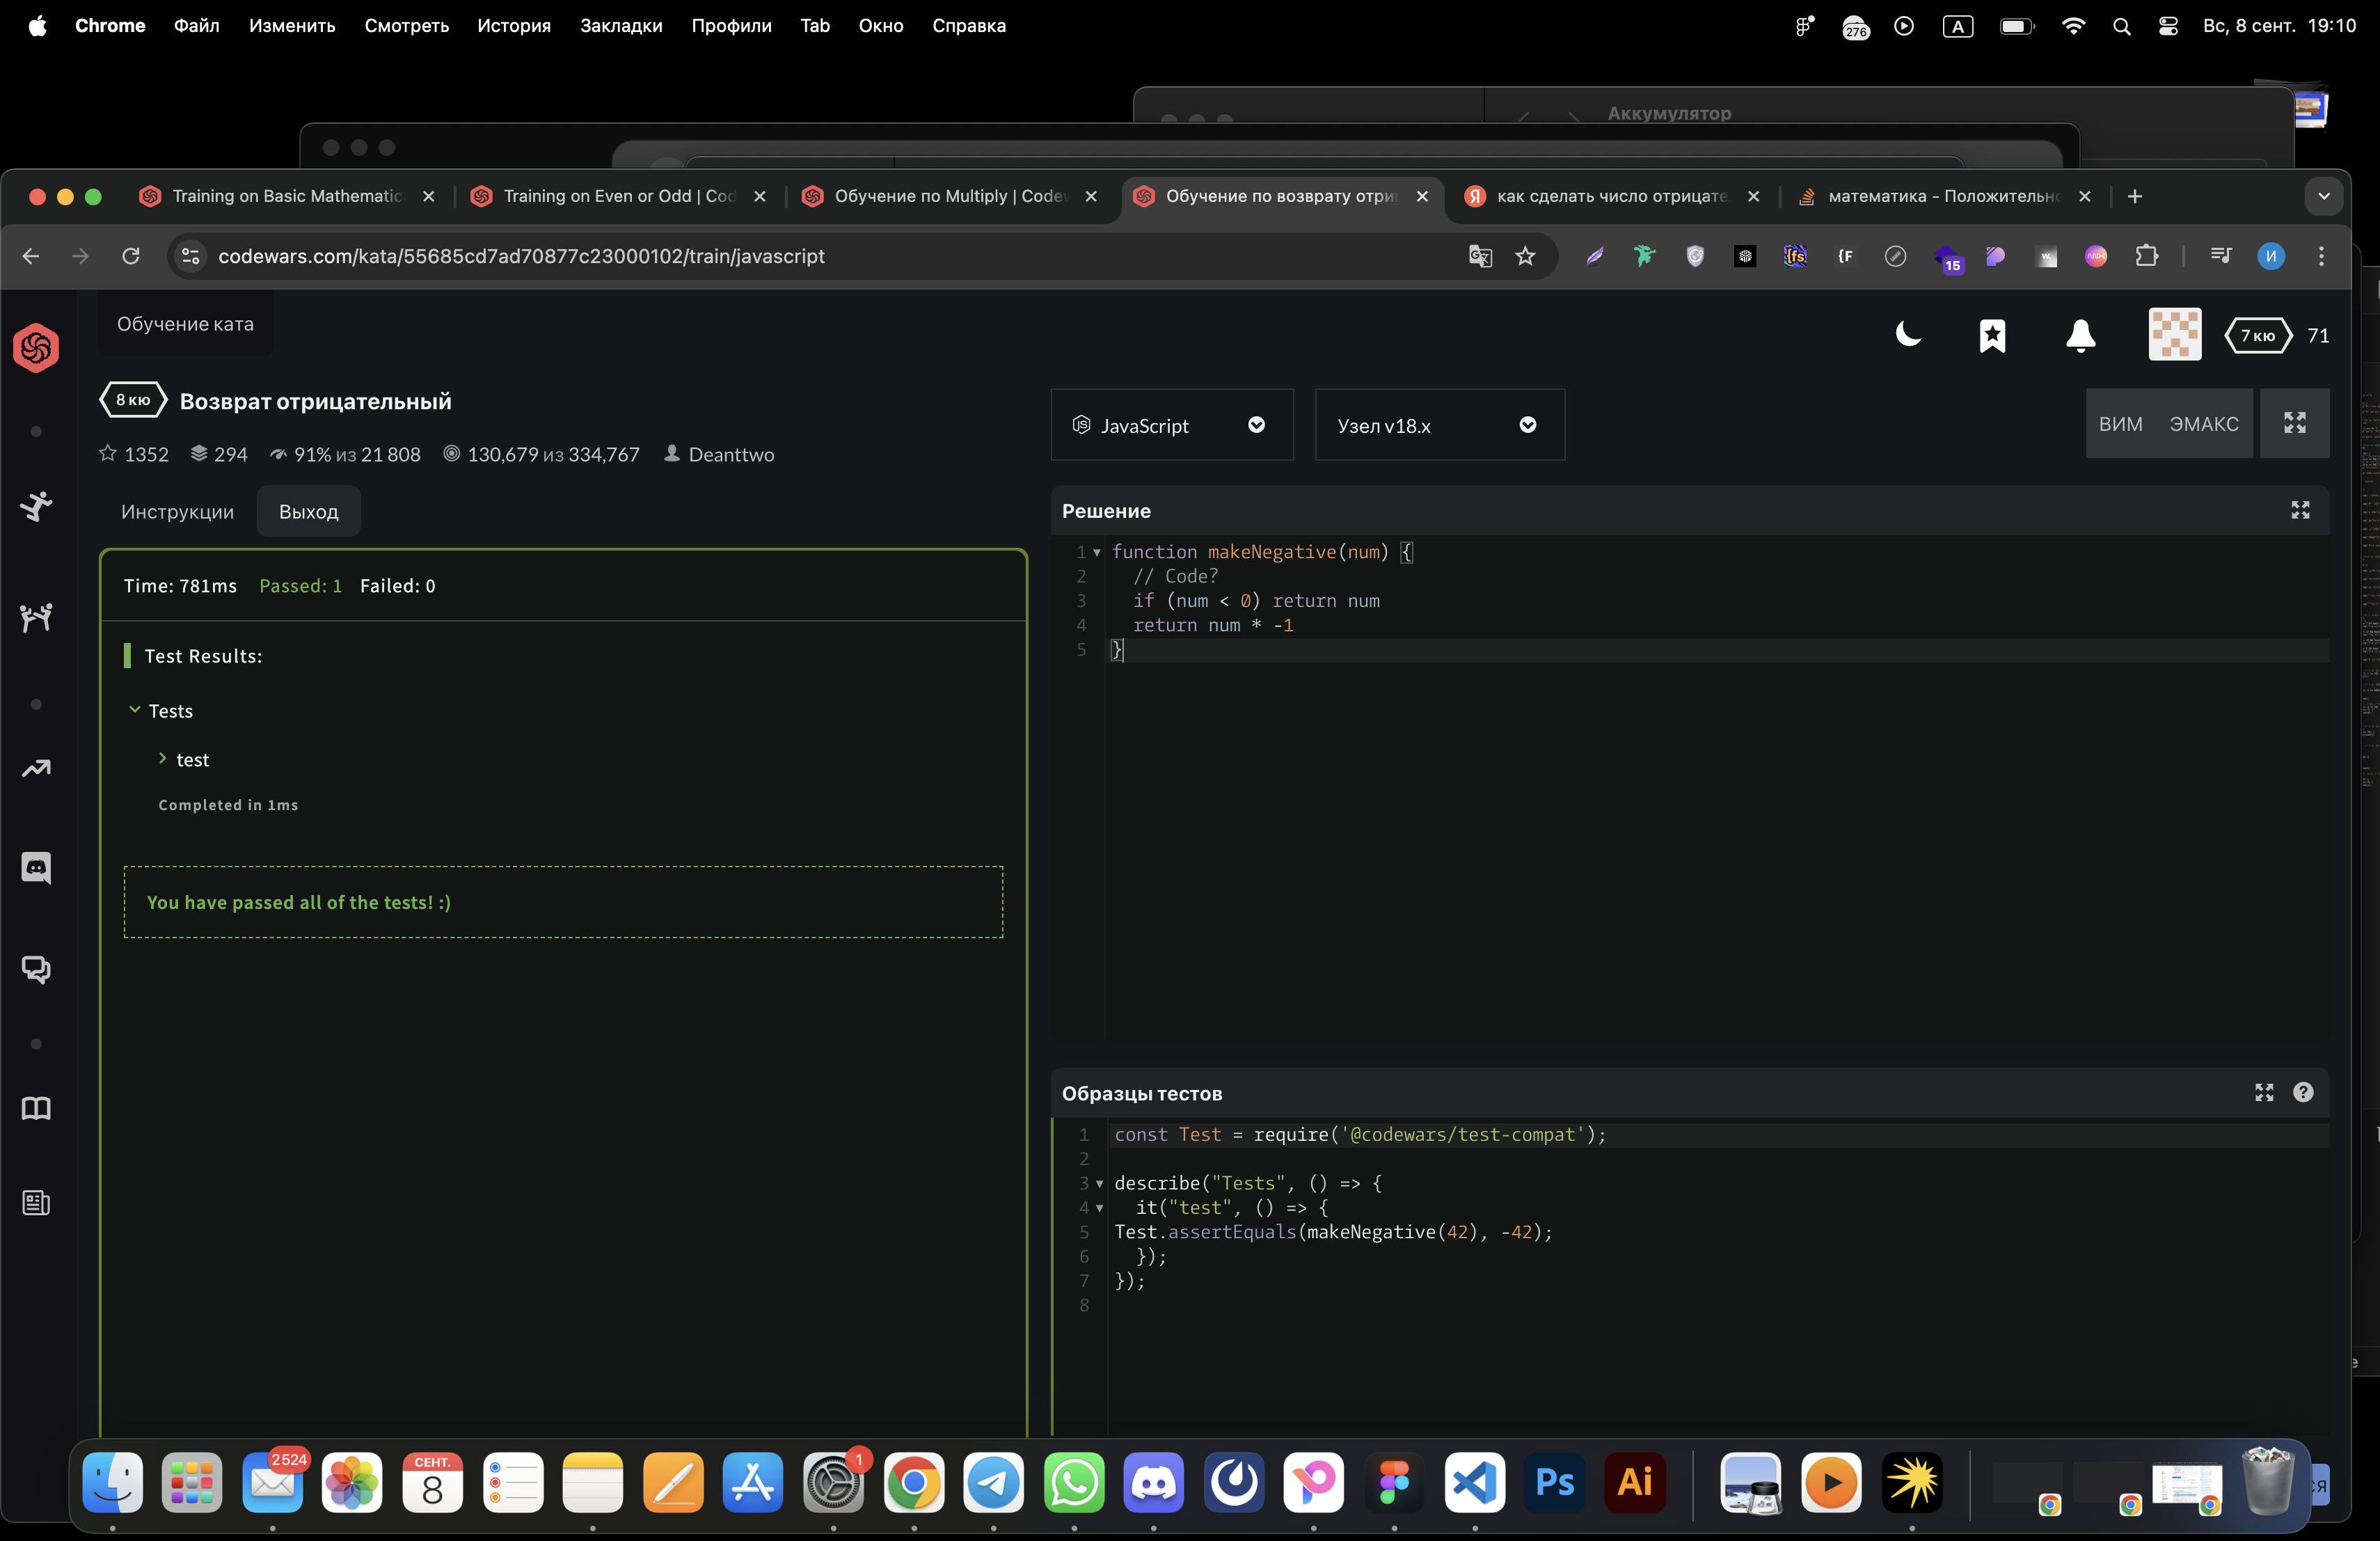 Chrome Файл Изменить Смотреть История Закладки Профили Tab Окно Справка
276 A Вс, 8 сент. 19:10
Аккумулятор
Training on Basic Mathematic
Training on Even or Odd | Cod
Обучение по Multiply | Codew
Обучение по возврату отри
Я как сделать число отрицате
математика - Положительно
codewars.com/kata/55685cd7ad70877c23000102/train/javascript
{fs {F 15 И
Обучение ката
7 кю 71
8 кю Возврат отрицательный
1352 294 91% из 21 808 130,679 из 334,767 Deanttwo
JavaScript
Узел v18.x
ВИМ ЭМАКС
Инструкции Выход
Time: 781ms Passed: 1 Failed: 0
Test Results:
Tests
test
Completed in 1ms
You have passed all of the tests! :)
Решение
1 function makeNegative(num) {
2 // Code?
3 if (num < 0) return num
4 return num * -1
5 }
Образцы тестов
1 const Test = require('@codewars/test-compat');
2
3 describe("Tests", () => {
4 it("test", () => {
5 Test.assertEquals(makeNegative(42), -42);
6 });
7 });
8
2524
СЕНТ.
8
1
Ps
Ai